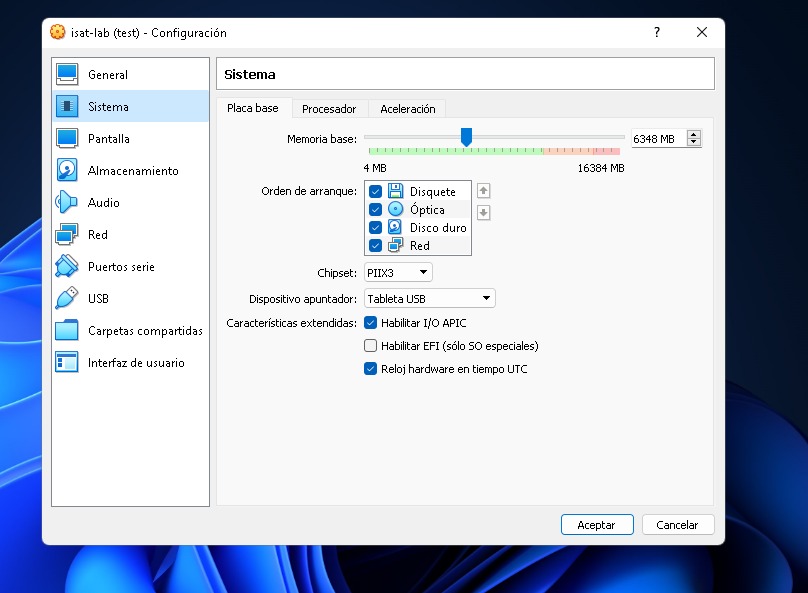 isat-lab (test) - Configuración
?
General
Sistema
Pantalla
Almacenamiento
Audio
Red
Puertos serie
USB
Carpetas compartidas
Interfaz de usuario
Sistema
Placa base Procesador Aceleración
Memoria base: 6348 MB
4 MB 16384 MB
Orden de arranque: Disquete
Óptica
Disco duro
Red
Chipset: PIIX3
Dispositivo apuntador: Tableta USB
Características extendidas: Habilitar I/O APIC
Habilitar EFI (sólo SO especiales)
Reloj hardware en tiempo UTC
Aceptar Cancelar